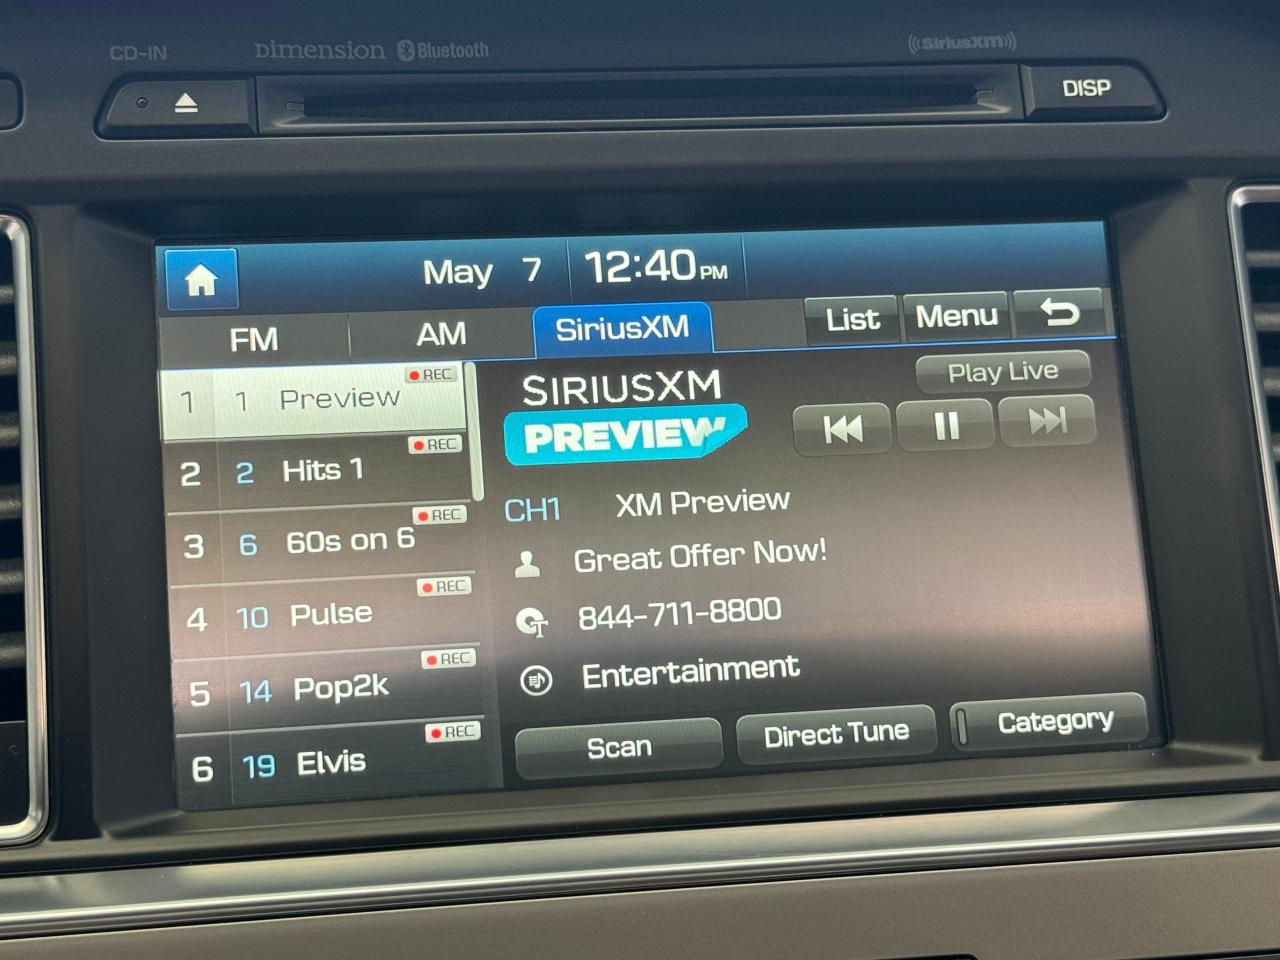 CD-IN
Dimension Bluetooth
((SiriusXM))
DISP
May 7 12:40 PM
FM AM SiriusXM List Menu
1 1 Preview REC
2 2 Hits 1 REC
3 6 60s on 6 REC
4 10 Pulse REC
5 14 Pop2k REC
6 19 Elvis REC
SIRIUSXM
PREVIEW
Play Live
CH1 XM Preview
Great Offer Now!
844-711-8800
Entertainment
Scan Direct Tune Category